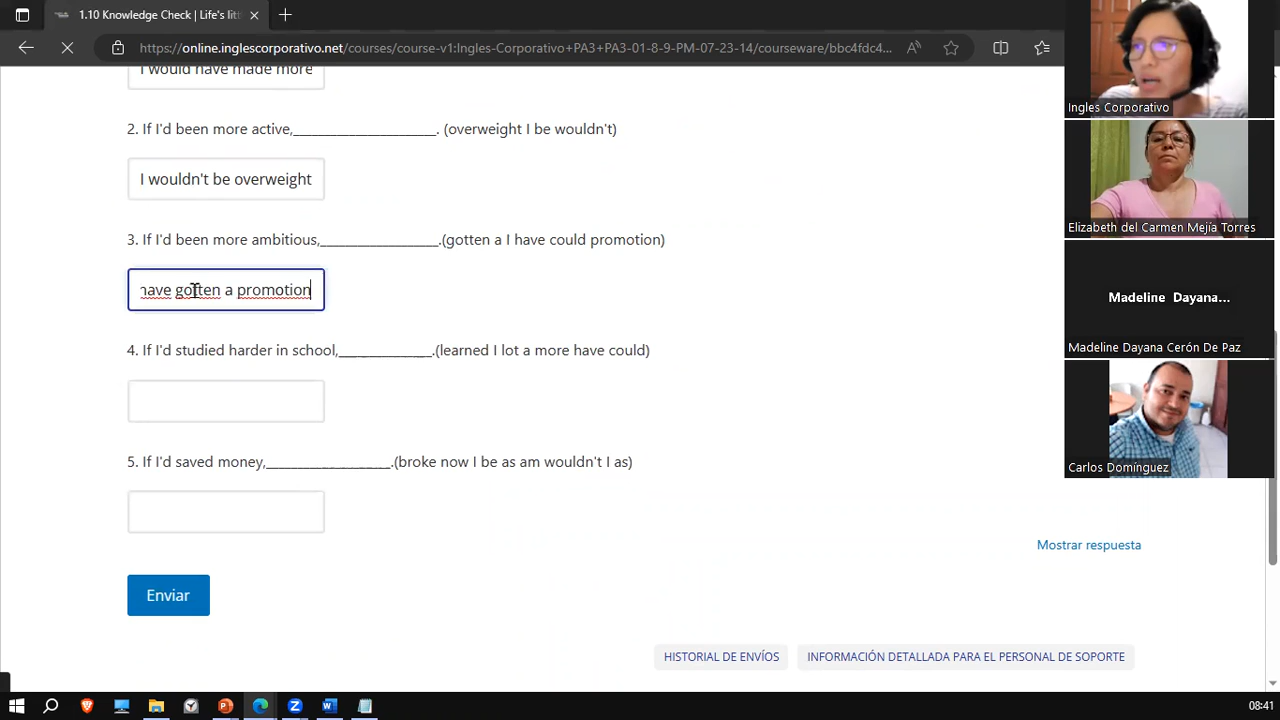 1.10 Knowledge Check | Life's litt
https://online.inglescorporativo.net/courses/course-v1:Ingles-Corporativo+PA3+PA3-01-8-9-PM-07-23-14/courseware/bbc4fdc4...
I would have made more
2. If I'd been more active,____________________. (overweight I be wouldn't)
I wouldn't be overweight
3. If I'd been more ambitious,________________.(gotten a I have could promotion)
have gotten a promotion
4. If I'd studied harder in school,_____________.(learned I lot a more have could)
5. If I'd saved money,_________________.(broke now I be as am wouldn't I as)
Mostrar respuesta
Enviar
HISTORIAL DE ENVÍOS
INFORMACIÓN DETALLADA PARA EL PERSONAL DE SOPORTE
Ingles Corporativo
Elizabeth del Carmen Mejía Torres
Madeline Dayana...
Madeline Dayana Cerón De Paz
Carlos Domínguez
08:41